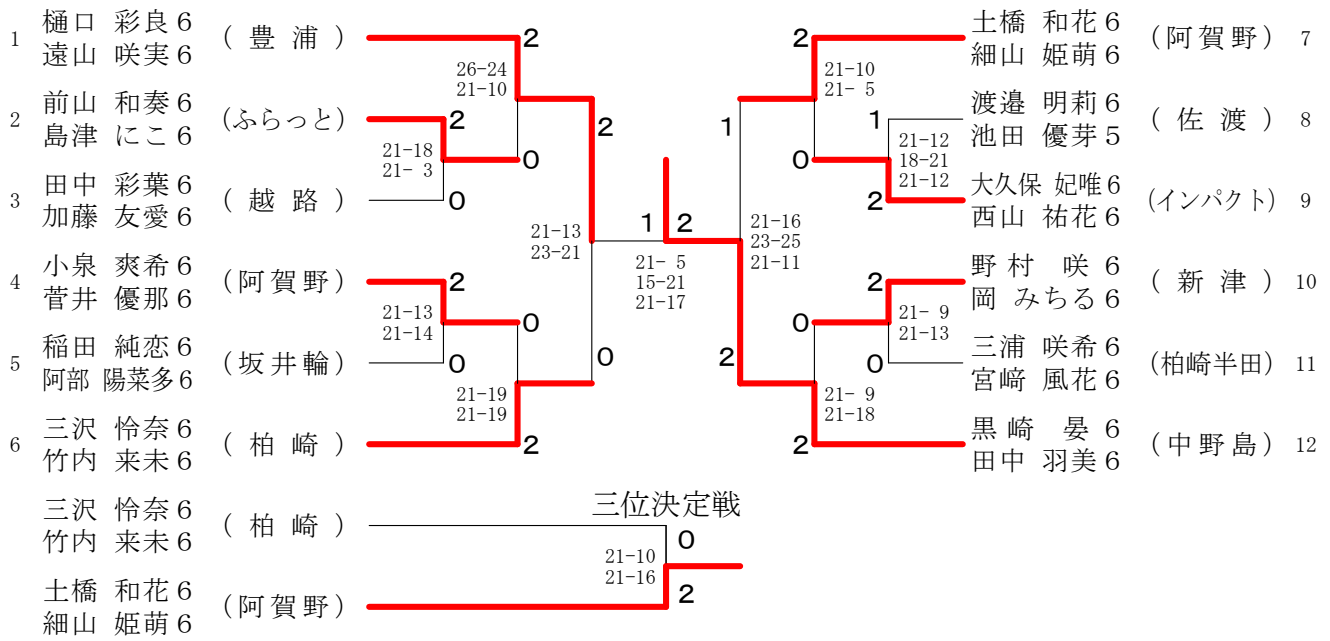 1 樋口 彩良 6
遠山 咲実 6
( 豊 浦 )
2
26-24
21-10
2 前山 和奏 6
島津 にこ 6
(ふらっと)
2
21-18
21- 3
0
3 田中 彩葉 6
加藤 友愛 6
( 越 路 )
0
2
21-13
23-21
4 小泉 爽希 6
菅井 優那 6
(阿賀野)
2
21-13
21-14
0
5 稲田 純恋 6
阿部 陽菜多 6
(坂井輪)
0
21-19
21-19
0
6 三沢 怜奈 6
竹内 来未 6
( 柏 崎 )
2
1 2
21- 5
15-21
21-17
土橋 和花 6
細山 姫萌 6
(阿賀野) 7
2
21-10
21- 5
渡邉 明莉 6
池田 優芽 5
( 佐 渡 ) 8
1
21-12
18-21
21-12
0
大久保 妃唯 6
西山 祐花 6
(インパクト) 9
2
1
21-16
23-25
21-11
野村 咲 6
岡 みちる 6
( 新 津 ) 10
2
21- 9
21-13
0
三浦 咲希 6
宮﨑 風花 6
(柏崎半田) 11
0
2
21- 9
21-18
黒崎 晏 6
田中 羽美 6
(中野島) 12
2
三位決定戦
三沢 怜奈 6
竹内 来未 6
( 柏 崎 )
0
21-10
21-16
土橋 和花 6
細山 姫萌 6
(阿賀野)
2